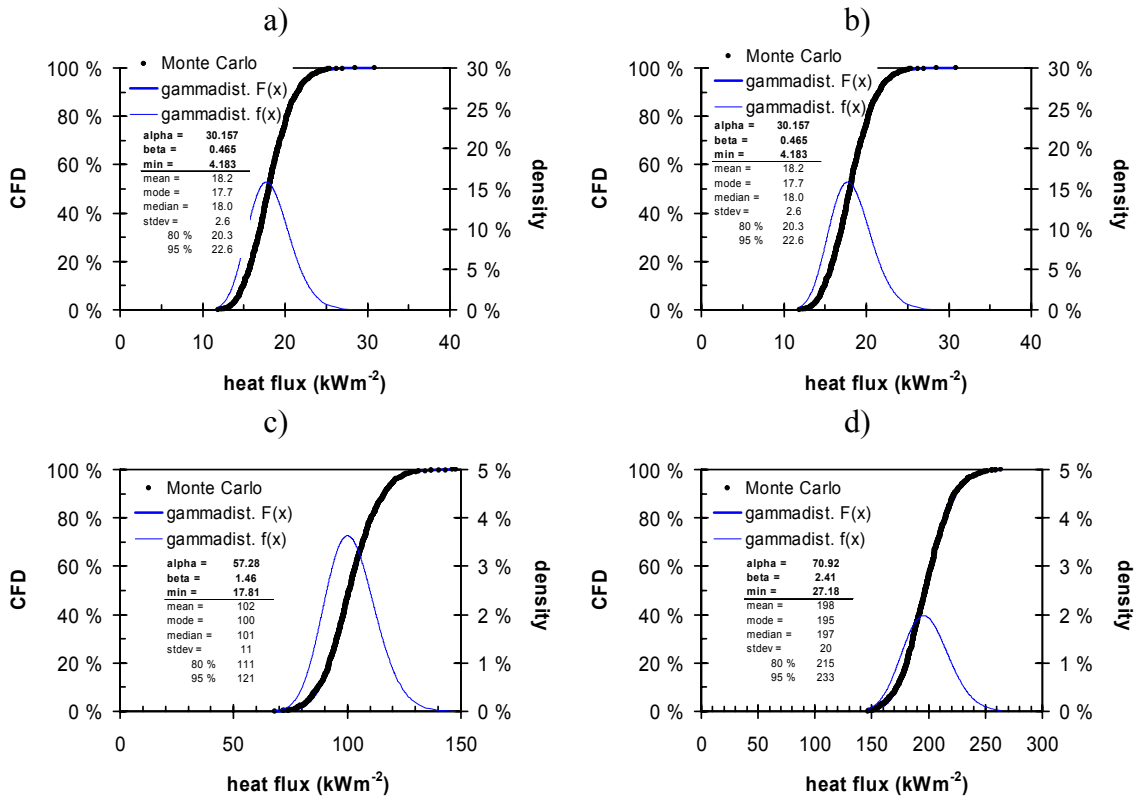 a)
Monte Carlo
gammadist. F(x)
gammadist. f(x)
alpha = 30.157
beta = 0.465
min = 4.183
mean = 18.2
mode = 17.7
median = 18.0
stdev = 2.6
80 % 20.3
95 % 22.6
100 %
80 %
60 %
40 %
20 %
0 %
CFD
30 %
25 %
20 %
15 %
10 %
5 %
0 %
density
0 10 20 30 40
heat flux (kWm-2)
b)
Monte Carlo
gammadist. F(x)
gammadist. f(x)
alpha = 30.157
beta = 0.465
min = 4.183
mean = 18.2
mode = 17.7
median = 18.0
stdev = 2.6
80 % 20.3
95 % 22.6
100 %
80 %
60 %
40 %
20 %
0 %
CFD
30 %
25 %
20 %
15 %
10 %
5 %
0 %
density
0 10 20 30 40
heat flux (kWm-2)
c)
Monte Carlo
gammadist. F(x)
gammadist. f(x)
alpha = 57.28
beta = 1.46
min = 17.81
mean = 102
mode = 100
median = 101
stdev = 11
80 % 111
95 % 121
100 %
80 %
60 %
40 %
20 %
0 %
CFD
5 %
4 %
3 %
2 %
1 %
0 %
density
0 50 100 150
heat flux (kWm-2)
d)
Monte Carlo
gammadist. F(x)
gammadist. f(x)
alpha = 70.92
beta = 2.41
min = 27.18
mean = 198
mode = 195
median = 197
stdev = 20
80 % 215
95 % 233
100 %
80 %
60 %
40 %
20 %
0 %
CFD
5 %
4 %
3 %
2 %
1 %
0 %
density
0 50 100 150 200 250 300
heat flux (kWm-2)